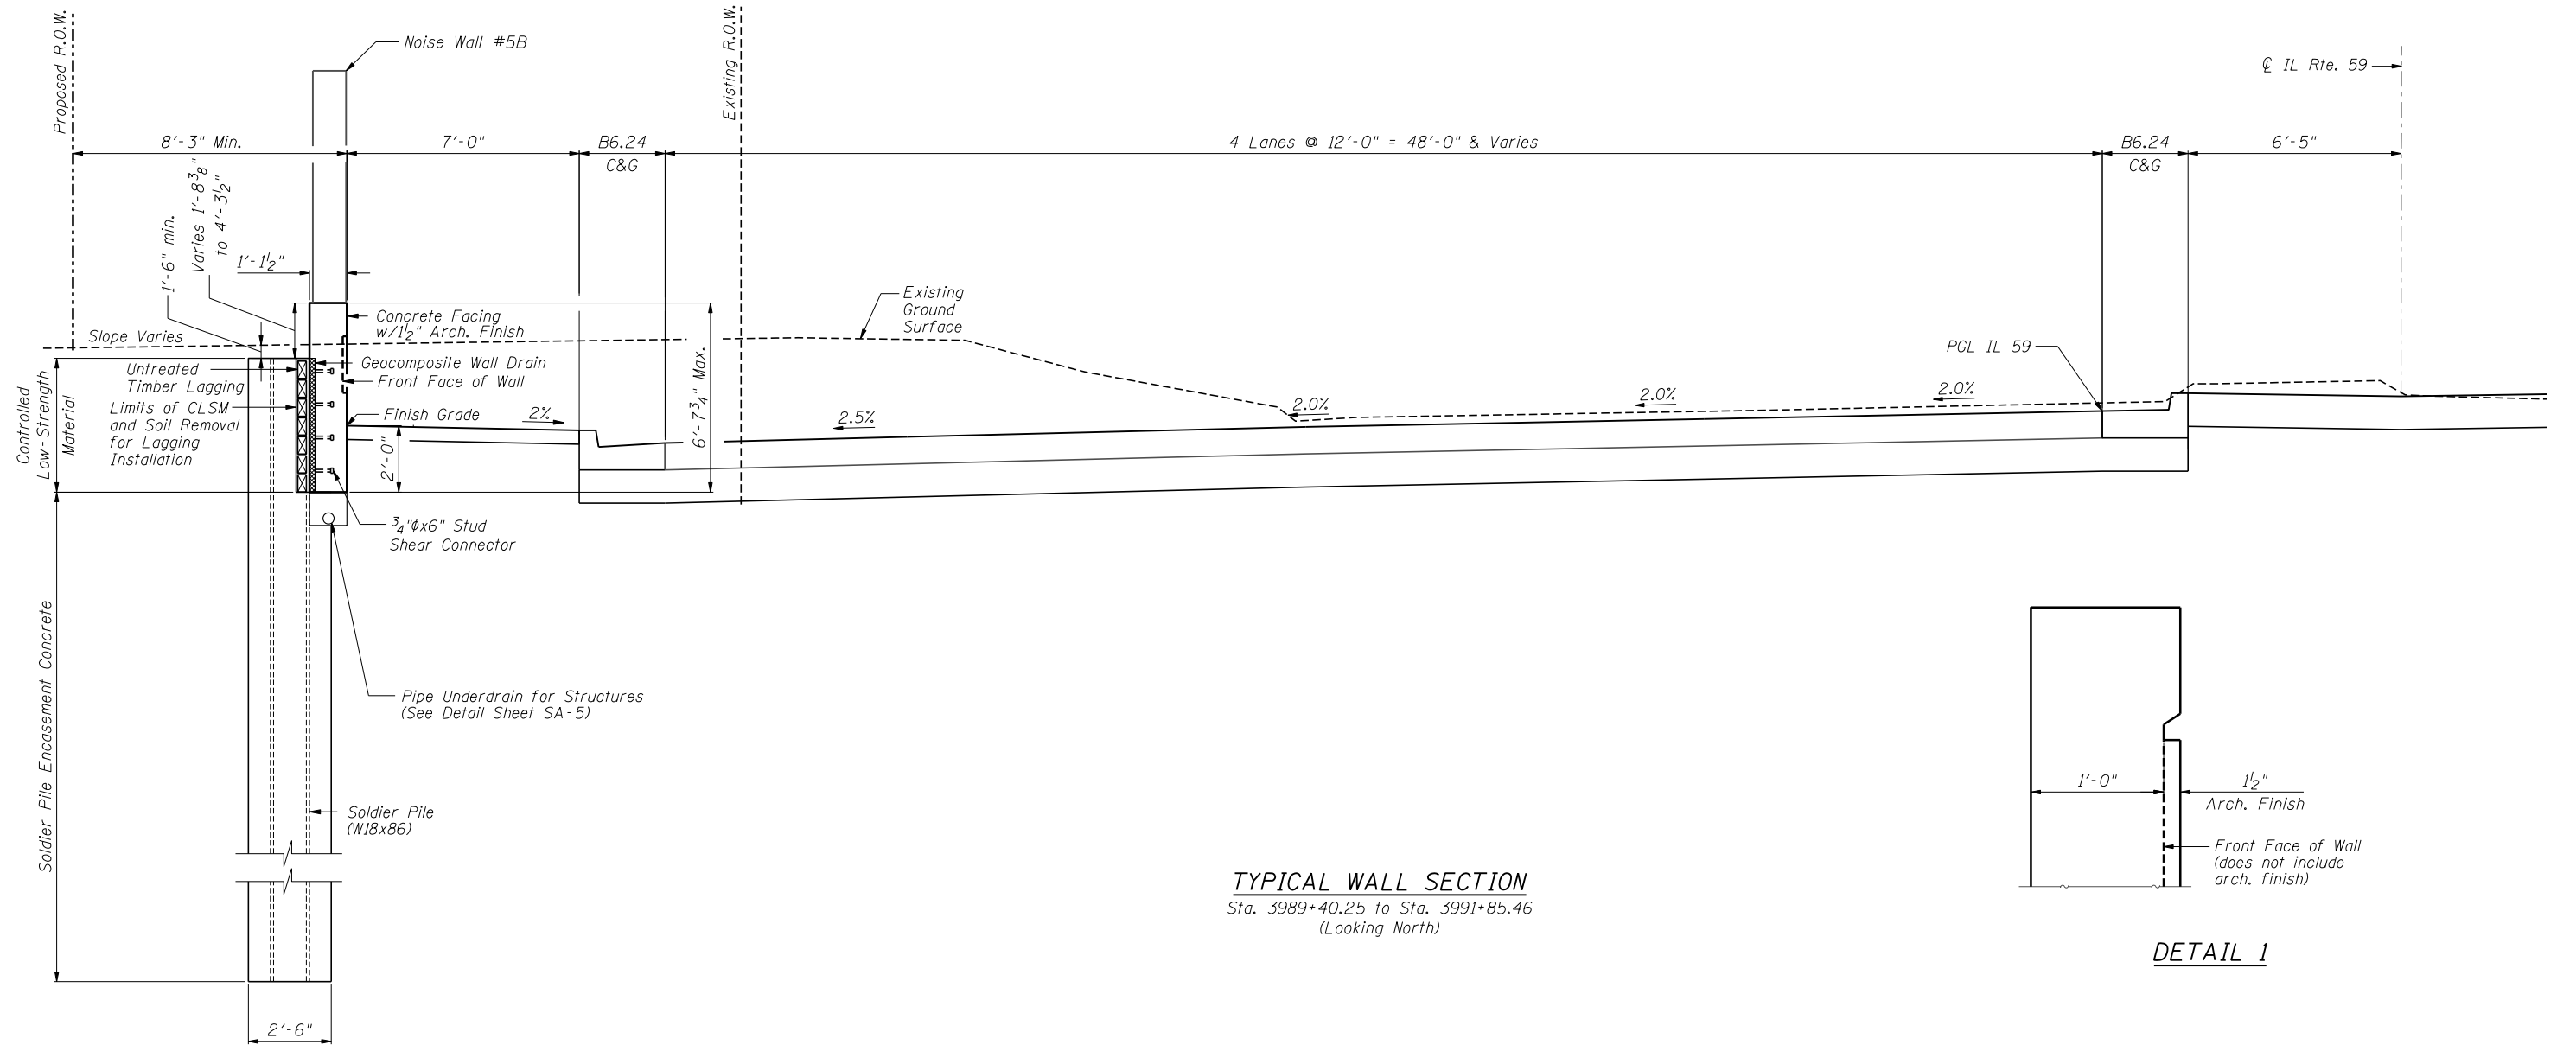 Proposed R.O.W.
Noise Wall #5B
Existing R.O.W.
℄ IL Rte. 59
8'-3" Min.
7'-0"
B6.24
C&G
4 Lanes @ 12'-0" = 48'-0" & Varies
B6.24
C&G
6'-5"
1'-6" min.
Varies 1'-8 3/8"
to 4'-3 1/2"
1'-1 1/2"
Slope Varies
Concrete Facing
w/1 1/2" Arch. Finish
Existing
Ground
Surface
PGL IL 59
Untreated
Timber Lagging
Geocomposite Wall Drain
Front Face of Wall
Limits of CLSM
and Soil Removal
for Lagging
Installation
Finish Grade
2%
2.5%
2.0%
2.0%
2.0%
6'-7 3/4" Max.
2'-0"
Controlled
Low-Strength
Material
3/4"ϕx6" Stud
Shear Connector
Soldier Pile Encasement Concrete
Pipe Underdrain for Structures
(See Detail Sheet SA-5)
Soldier Pile
(W18x86)
2'-6"
TYPICAL WALL SECTION
Sta. 3989+40.25 to Sta. 3991+85.46
(Looking North)
1'-0"
1 1/2"
Arch. Finish
Front Face of Wall
(does not include
arch. finish)
DETAIL 1